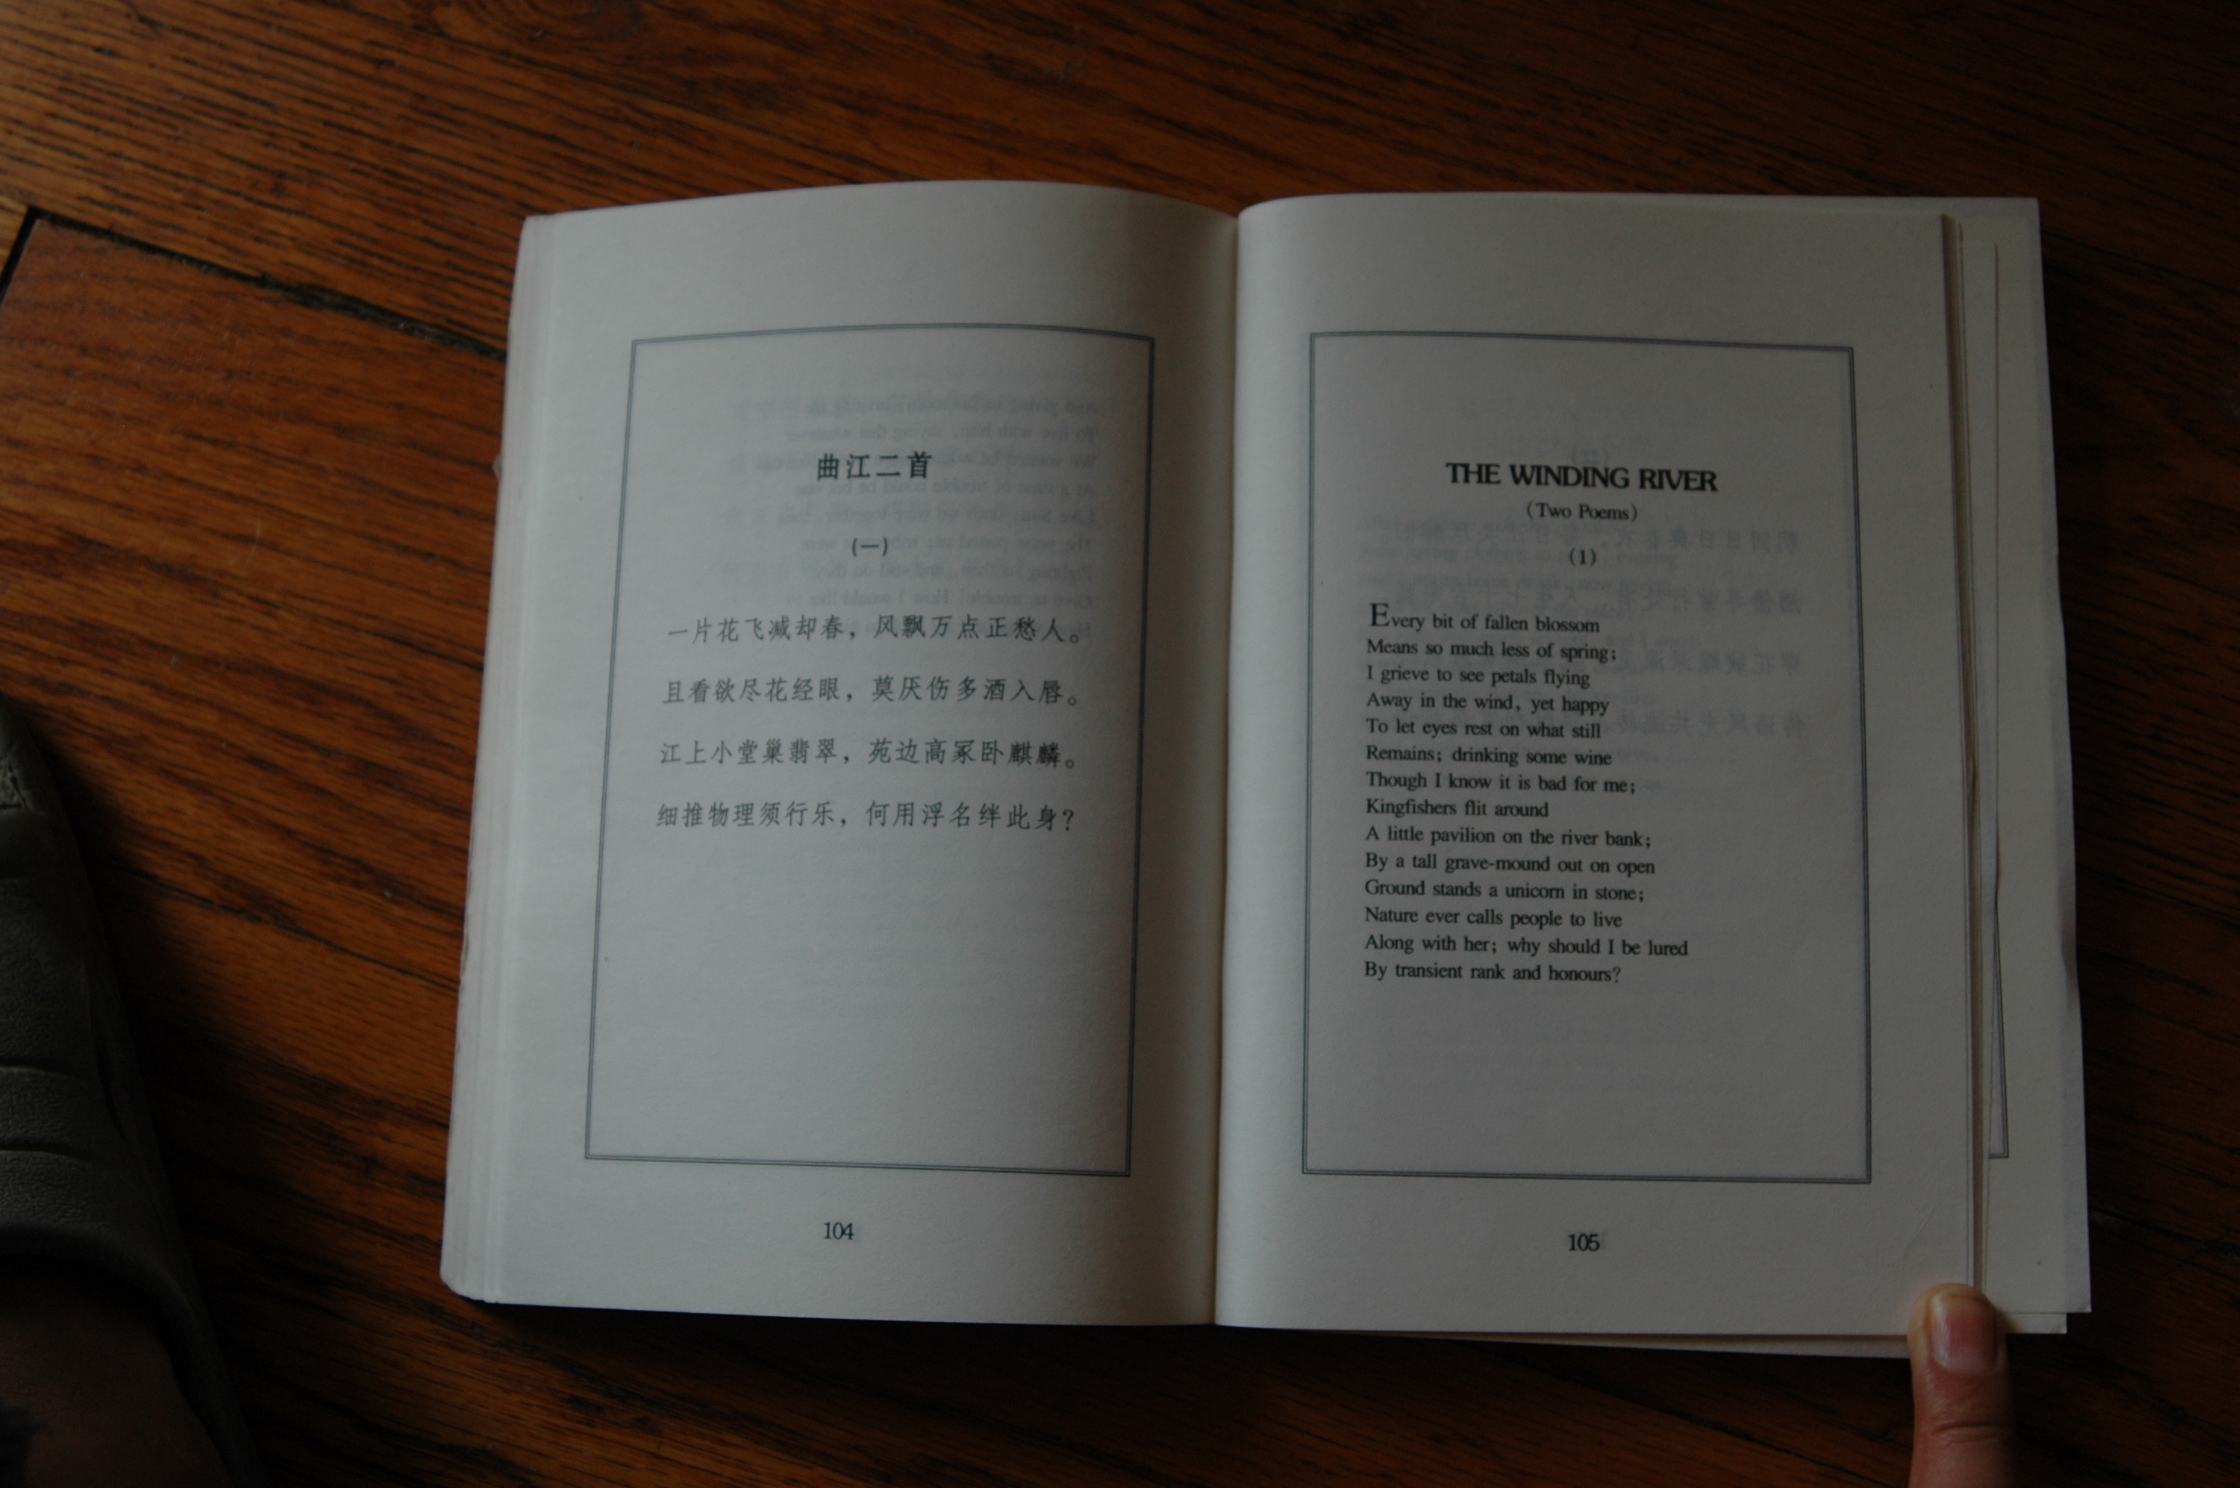 曲江二首
(一)
一片花飞减却春，风飘万点正愁人。
且看欲尽花经眼，莫厌伤多酒入唇。
江上小堂巢翡翠，苑边高冢卧麒麟。
细推物理须行乐，何用浮名绊此身？
104
THE WINDING RIVER
(Two Poems)
(1)
Every bit of fallen blossom
Means so much less of spring;
I grieve to see petals flying
Away in the wind, yet happy
To let eyes rest on what still
Remains; drinking some wine
Though I know it is bad for me;
Kingfishers flit around
A little pavilion on the river bank;
By a tall grave-mound out on open
Ground stands a unicorn in stone;
Nature ever calls people to live
Along with her; why should I be lured
By transient rank and honours?
105